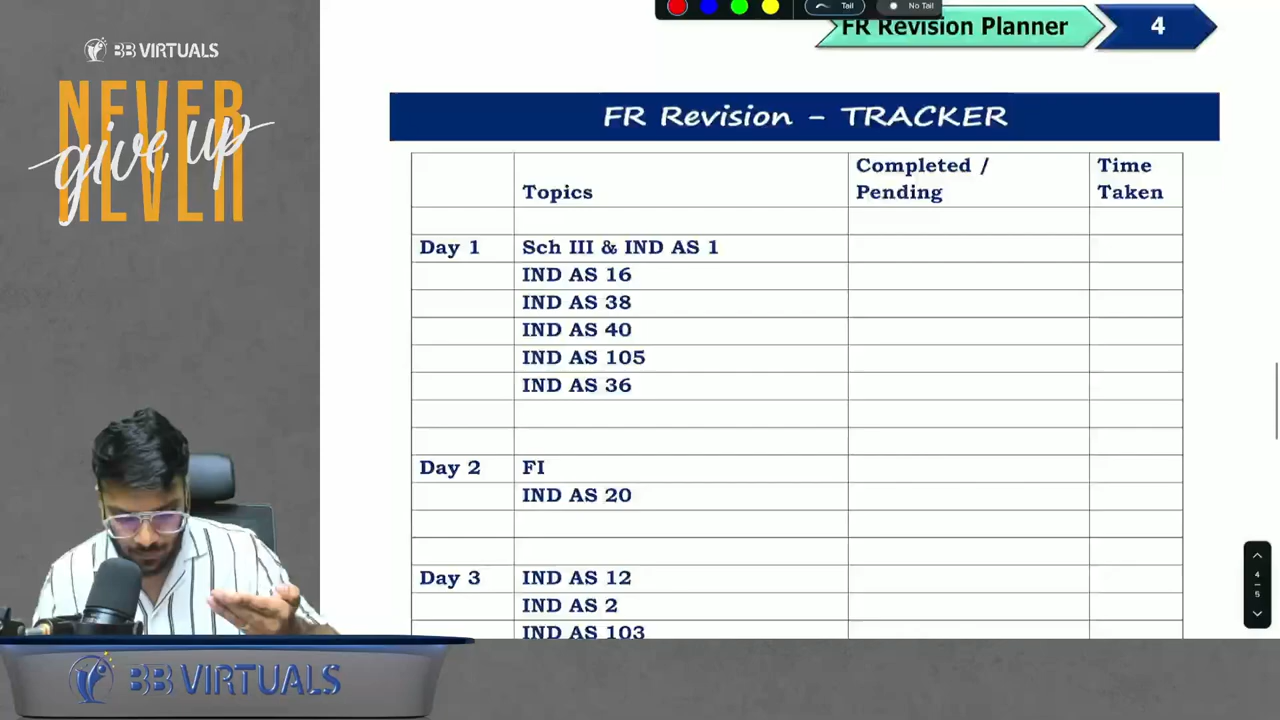 BB VIRTUALS
NEVER
give up
NEVER
Tail
No Tail
FR Revision Planner
4
FR Revision - TRACKER
Topics
Completed / Pending
Time Taken
Day 1
Sch III & IND AS 1
IND AS 16
IND AS 38
IND AS 40
IND AS 105
IND AS 36
Day 2
FI
IND AS 20
Day 3
IND AS 12
IND AS 2
IND AS 103
4
5
BB VIRTUALS